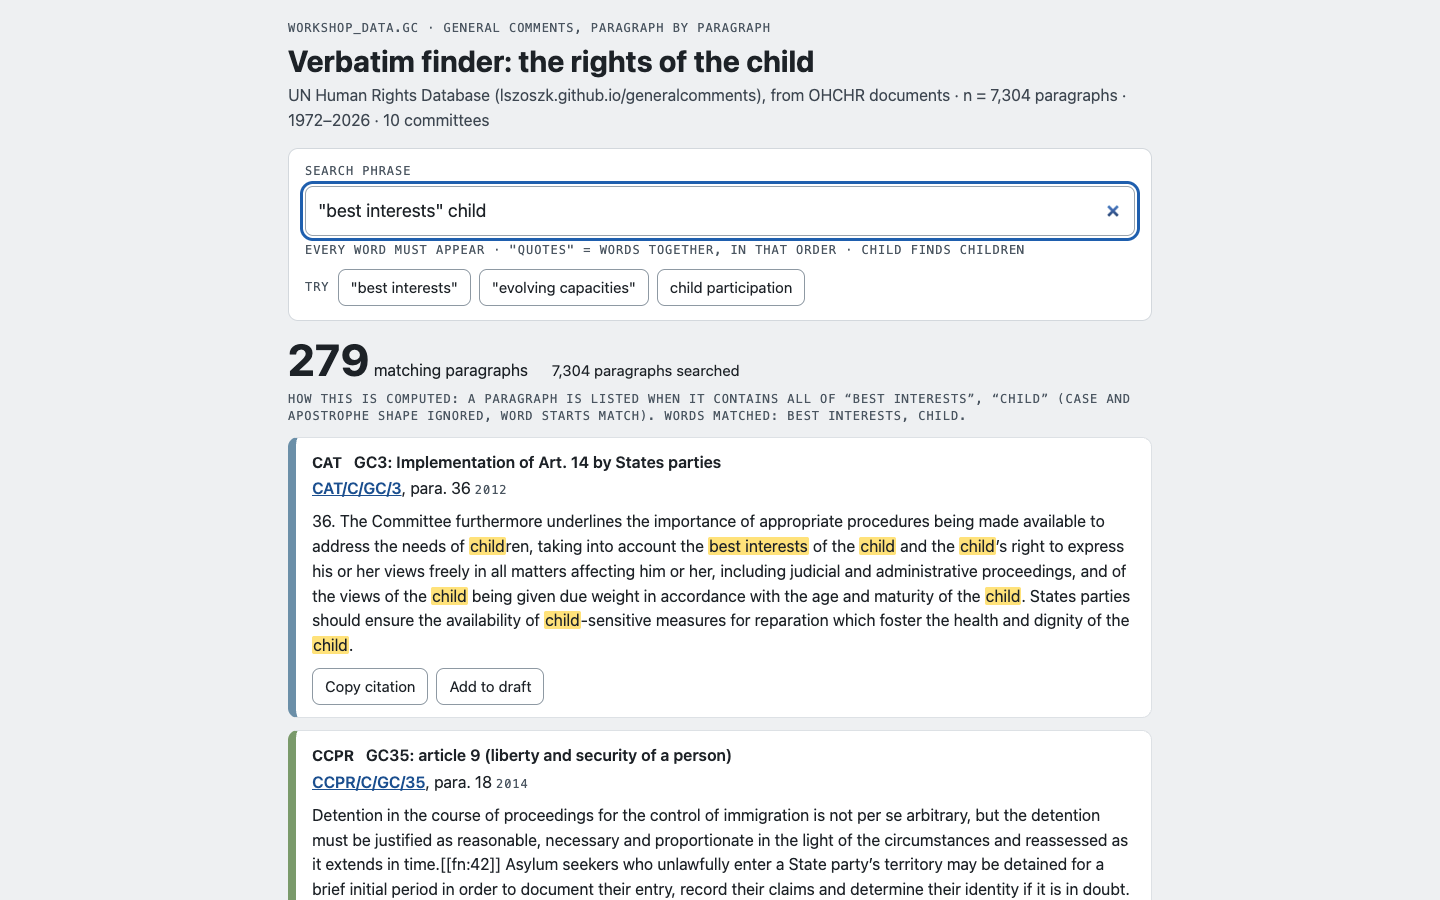 WORKSHOP_DATA.GC · GENERAL COMMENTS, PARAGRAPH BY PARAGRAPH
Verbatim finder: the rights of the child
UN Human Rights Database (lszoszk.github.io/generalcomments), from OHCHR documents · n = 7,304 paragraphs ·
1972–2026 · 10 committees
SEARCH PHRASE
"best interests" child
×
EVERY WORD MUST APPEAR · "QUOTES" = WORDS TOGETHER, IN THAT ORDER · CHILD FINDS CHILDREN
TRY "best interests" "evolving capacities" child participation
279 matching paragraphs 7,304 paragraphs searched
HOW THIS IS COMPUTED: A PARAGRAPH IS LISTED WHEN IT CONTAINS ALL OF “BEST INTERESTS”, “CHILD” (CASE AND
APOSTROPHE SHAPE IGNORED, WORD STARTS MATCH). WORDS MATCHED: BEST INTERESTS, CHILD.
CAT GC3: Implementation of Art. 14 by States parties
CAT/C/GC/3, para. 36 2012
36. The Committee furthermore underlines the importance of appropriate procedures being made available to
address the needs of children, taking into account the best interests of the child and the child’s right to express
his or her views freely in all matters affecting him or her, including judicial and administrative proceedings, and of
the views of the child being given due weight in accordance with the age and maturity of the child. States parties
should ensure the availability of child-sensitive measures for reparation which foster the health and dignity of the
child.
Copy citation Add to draft
CCPR GC35: article 9 (liberty and security of a person)
CCPR/C/GC/35, para. 18 2014
Detention in the course of proceedings for the control of immigration is not per se arbitrary, but the detention
must be justified as reasonable, necessary and proportionate in the light of the circumstances and reassessed as
it extends in time.[[fn:42]] Asylum seekers who unlawfully enter a State party’s territory may be detained for a
brief initial period in order to document their entry, record their claims and determine their identity if it is in doubt.